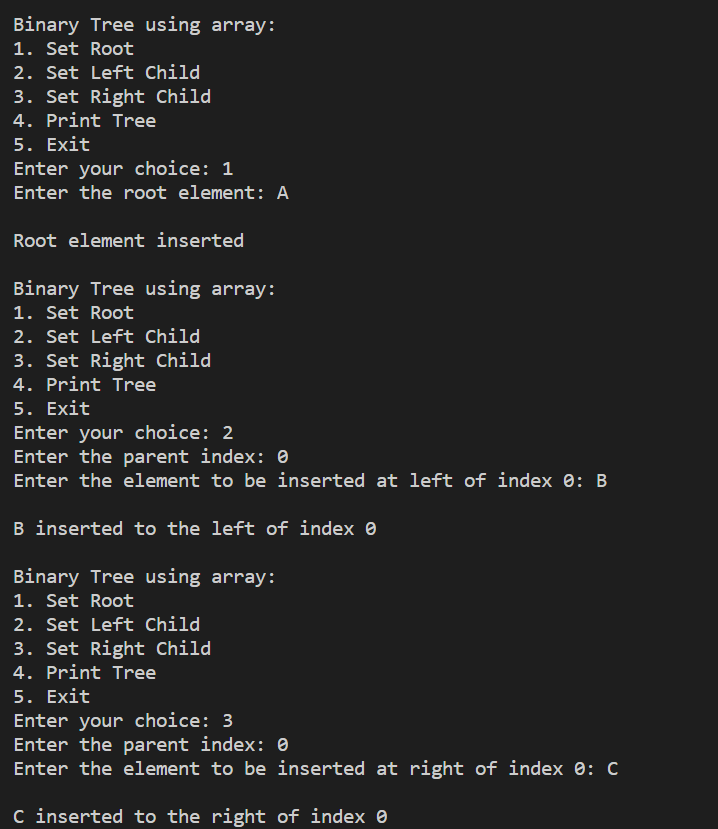 Binary Tree using array:
1. Set Root
2. Set Left Child
3. Set Right Child
4. Print Tree
5. Exit
Enter your choice: 1
Enter the root element: A
Root element inserted
Binary Tree using array:
1. Set Root
2. Set Left Child
3. Set Right Child
4. Print Tree
5. Exit
Enter your choice: 2
Enter the parent index: 0
Enter the element to be inserted at left of index 0: B
B inserted to the left of index 0
Binary Tree using array:
1. Set Root
2. Set Left Child
3. Set Right Child
4. Print Tree
5. Exit
Enter your choice: 3
Enter the parent index: 0
Enter the element to be inserted at right of index 0: C
C inserted to the right of index 0